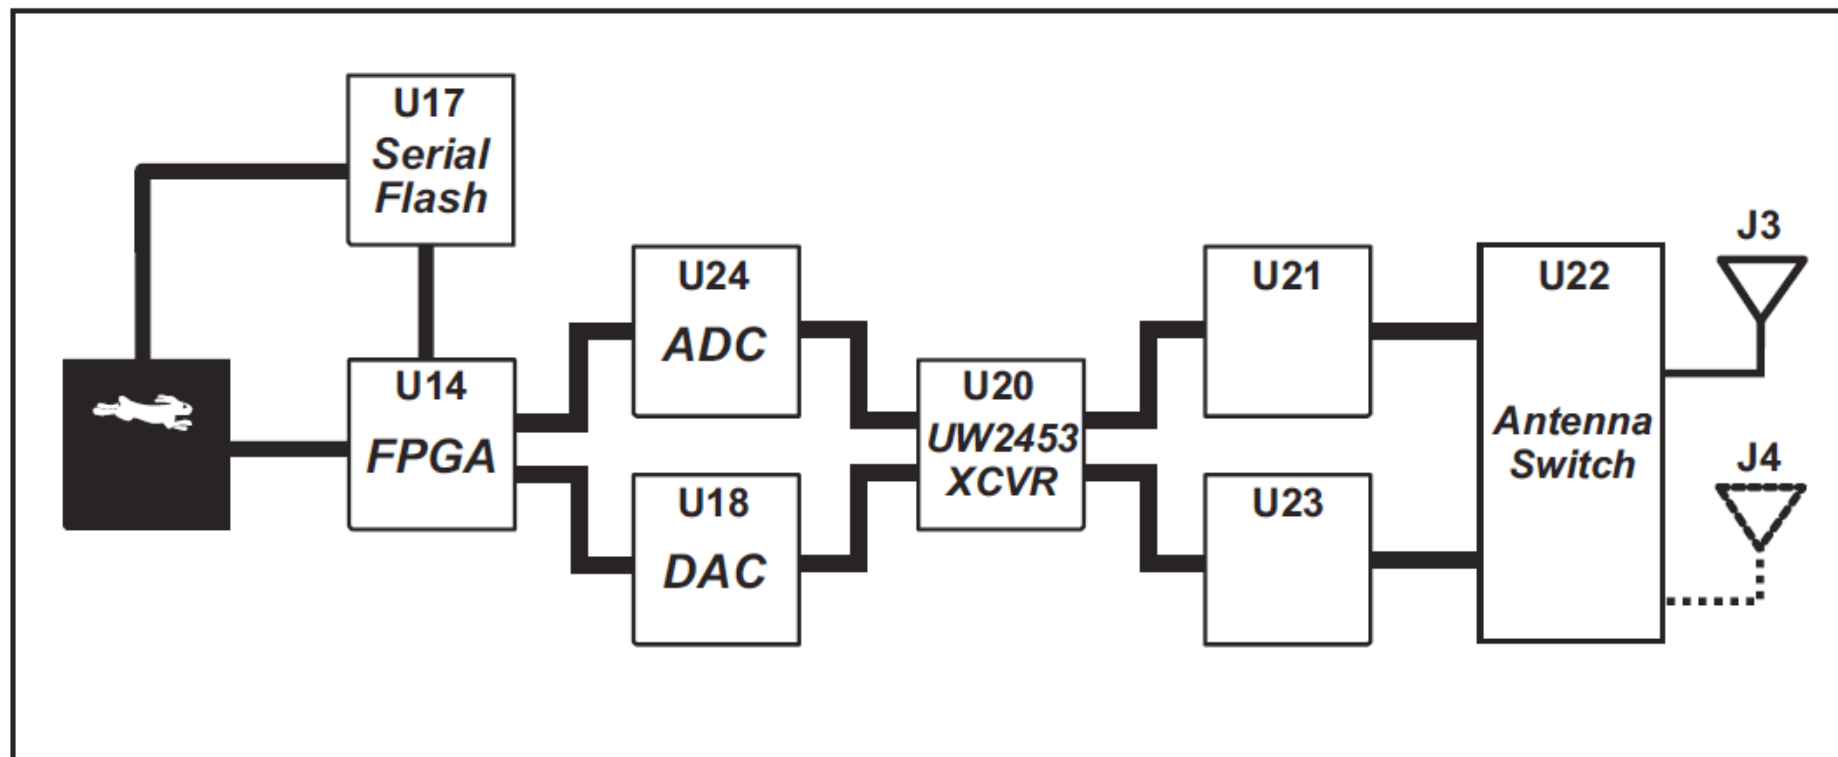 U17
Serial
Flash
U14
FPGA
U24
ADC
U18
DAC
U20
UW2453
XCVR
U21
U23
U22
Antenna
Switch
J3
J4